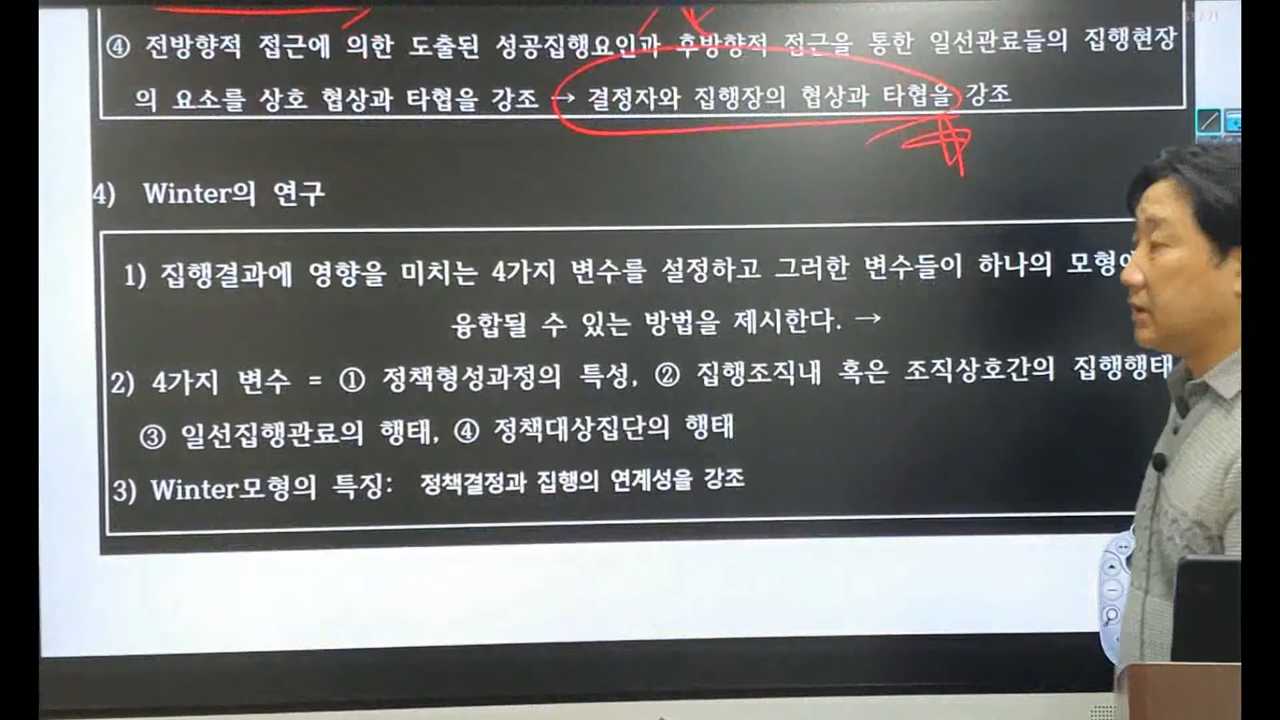 ④ 전방향적 접근에 의한 도출된 성공집행요인과 후방향적 접근을 통한 일선관료들의 집행현장
의 요소를 상호 협상과 타협을 강조 → 결정자와 집행장의 협상과 타협을 강조
4) Winter의 연구
1) 집행결과에 영향을 미치는 4가지 변수를 설정하고 그러한 변수들이 하나의
융합될 수 있는 방법을 제시한다. →
2) 4가지 변수 = ① 정책형성과정의 특성, ② 집행조직내 혹은 조직상호간의 집행행태
③ 일선집행관료의 행태, ④ 정책대상집단의 행태
3) Winter모형의 특징: 정책결정과 집행의 연계성을 강조